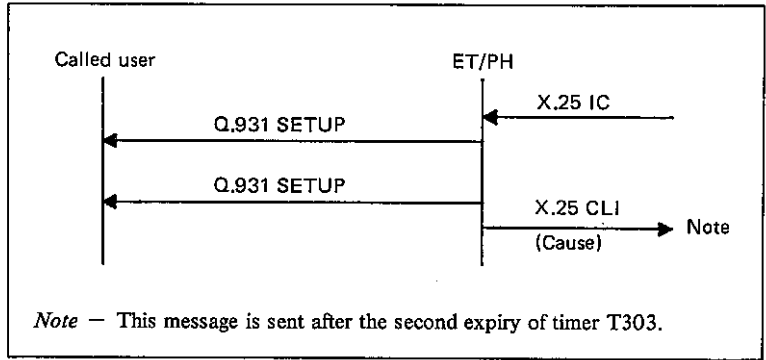 Called user
ET/PH
X.25 IC
Q.931 SETUP
Q.931 SETUP
X.25 CLI
(Cause)
Note
Note — This message is sent after the second expiry of timer T303.